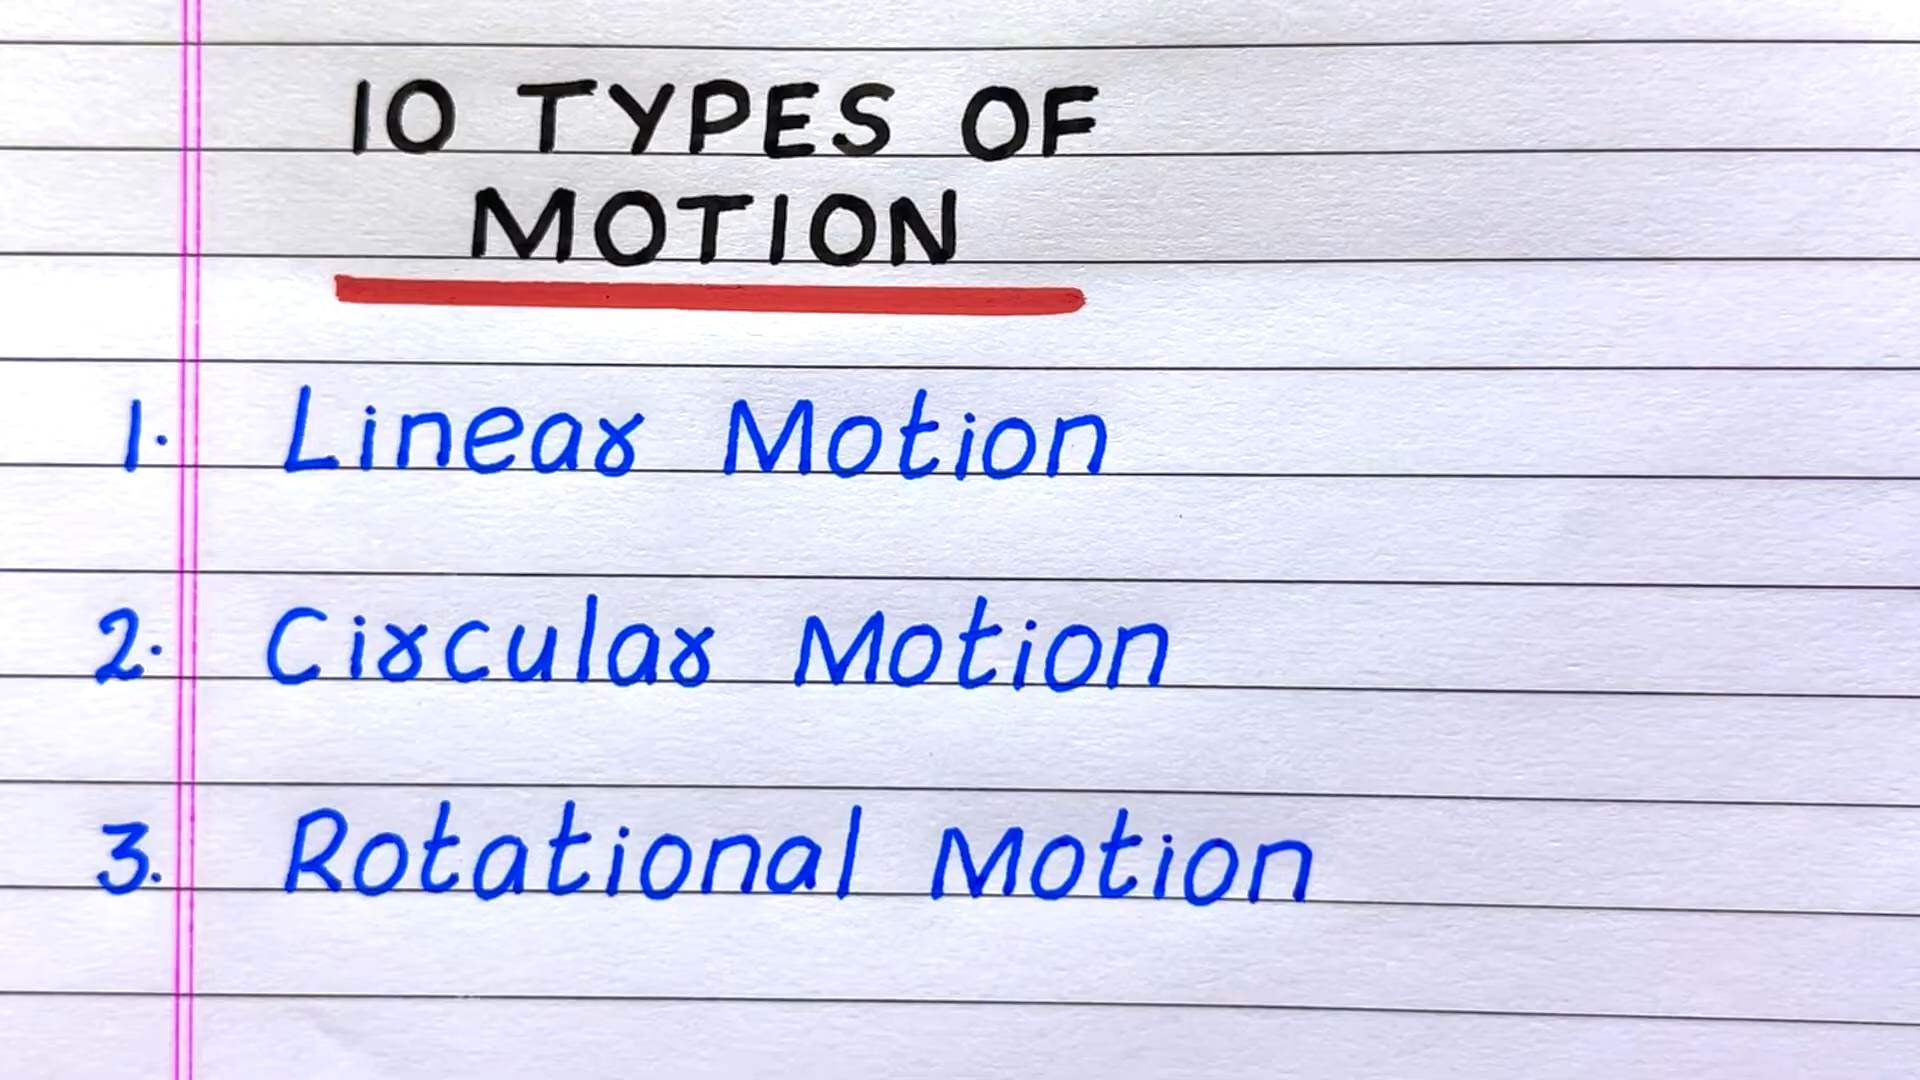 10 TYPES OF
MOTION
1. Linear Motion
2. Circular Motion
3. Rotational Motion